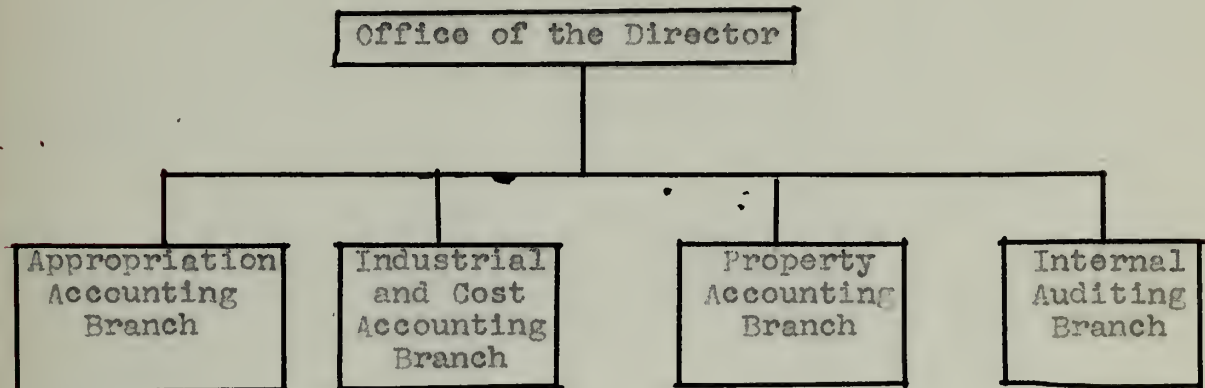 Office of the Director
Appropriation
Accounting
Branch
Industrial
and Cost
Accounting
Branch
Property
Accounting
Branch
Internal
Auditing
Branch